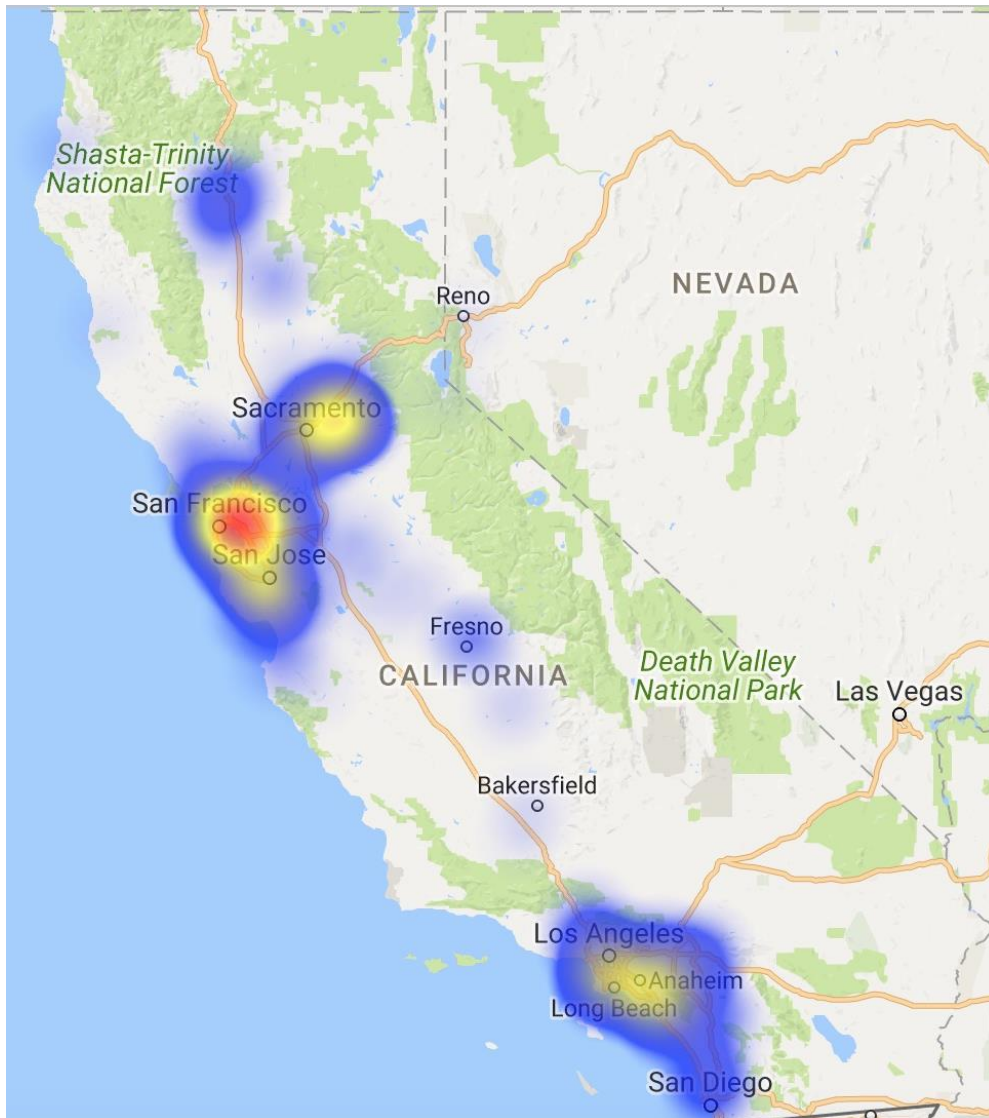 Shasta-Trinity
National Forest
Reno
NEVADA
Sacramento
San Francisco
San Jose
Fresno
CALIFORNIA
Death Valley
National Park
Las Vegas
Bakersfield
Los Angeles
Anaheim
Long Beach
San Diego